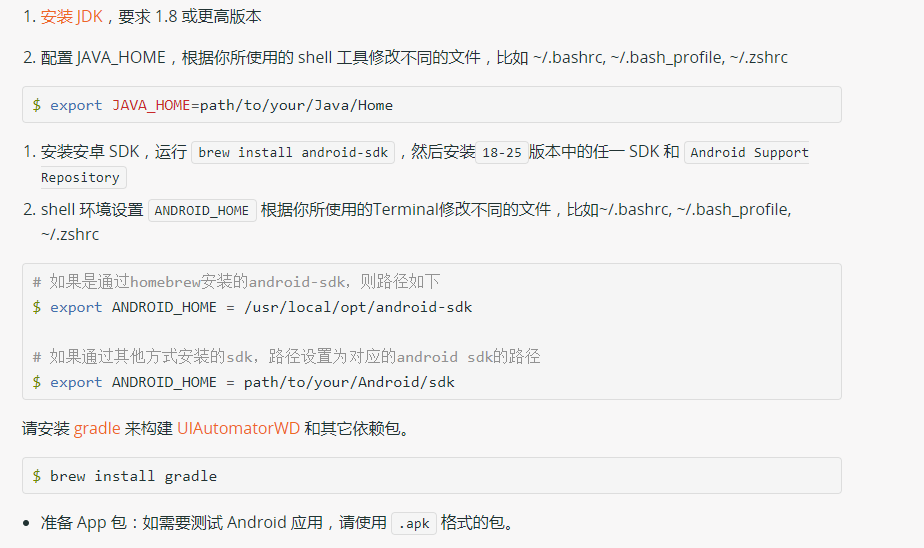 1. 安装 JDK，要求 1.8 或更高版本
2. 配置 JAVA_HOME，根据你所使用的 shell 工具修改不同的文件，比如 ~/.bashrc, ~/.bash_profile, ~/.zshrc
$ export JAVA_HOME=path/to/your/Java/Home
1. 安装安卓 SDK，运行 brew install android-sdk ，然后安装 18-25 版本中的任一 SDK 和 Android Support
Repository
2. shell 环境设置 ANDROID_HOME 根据你所使用的Terminal修改不同的文件，比如~/.bashrc, ~/.bash_profile,
~/.zshrc
# 如果是通过homebrew安装的android-sdk，则路径如下
$ export ANDROID_HOME = /usr/local/opt/android-sdk
# 如果通过其他方式安装的sdk，路径设置为对应的android sdk的路径
$ export ANDROID_HOME = path/to/your/Android/sdk
请安装 gradle 来构建 UIAutomatorWD 和其它依赖包。
$ brew install gradle
• 准备 App 包：如需要测试 Android 应用，请使用 .apk 格式的包。